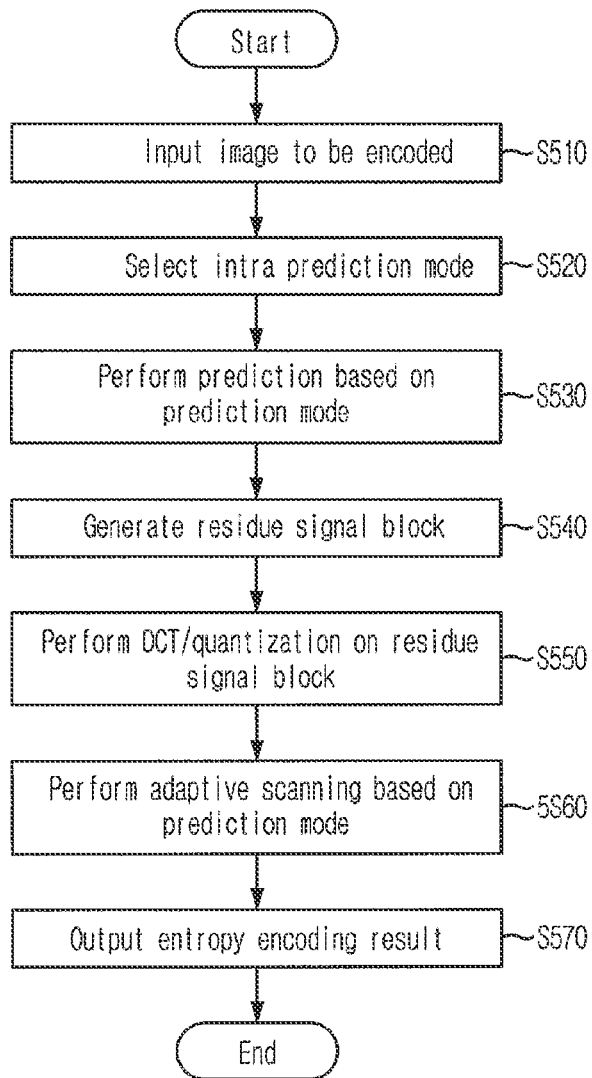 Start
Input image to be encoded
S510
Select intra prediction mode
S520
Perform prediction based on
prediction mode
S530
Generate residue signal block
S540
Perform DCT/quantization on residue
signal block
S550
Perform adaptive scanning based on
prediction mode
5S60
Output entropy encoding result
S570
End